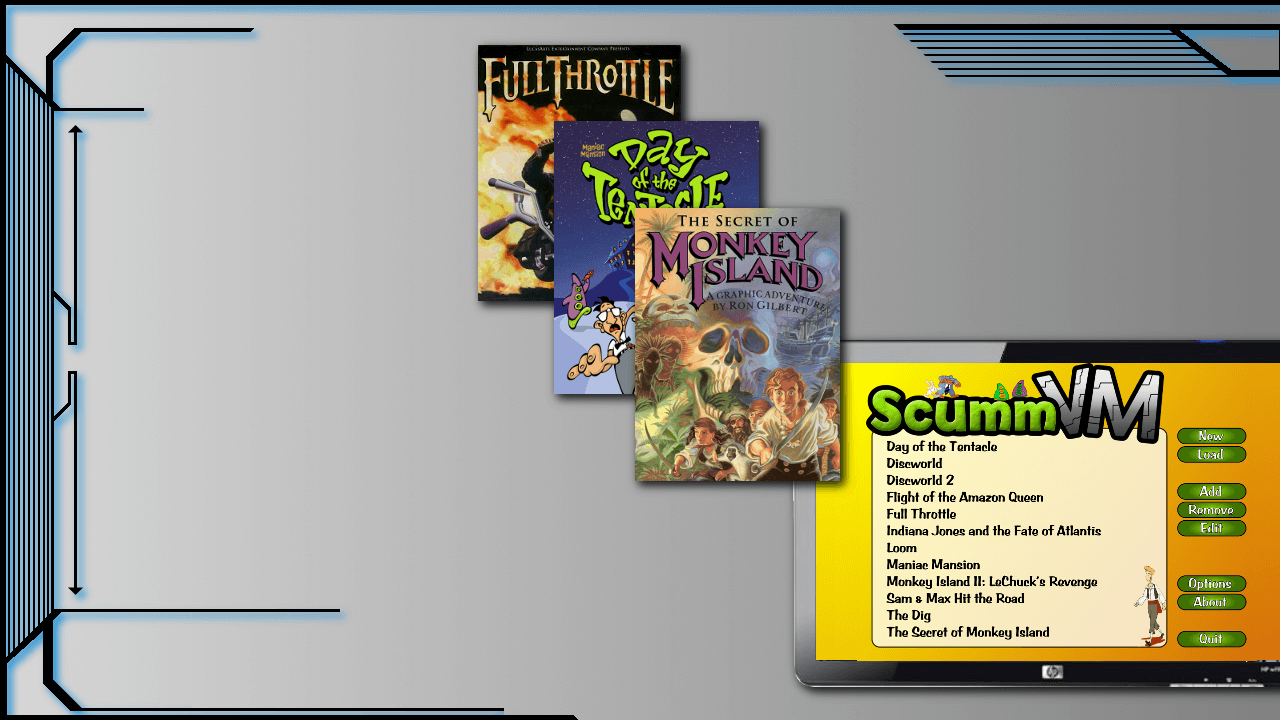 LUCASARTS ENTERTAINMENT COMPANY PRESENTS
FULL THROTTLE
MANIAC
MANSION
Day
of the
TENTACLE
THE SECRET OF
MONKEY
ISLAND
A GRAPHIC ADVENTURE
BY RON GILBERT
ScummVM
Day of the Tentacle
Discworld
Discworld 2
Flight of the Amazon Queen
Full Throttle
Indiana Jones and the Fate of Atlantis
Loom
Maniac Mansion
Monkey Island II: LeChuck's Revenge
Sam & Max Hit the Road
The Dig
The Secret of Monkey Island
New
Load
Add
Remove
Edit
Options
About
Quit
hp